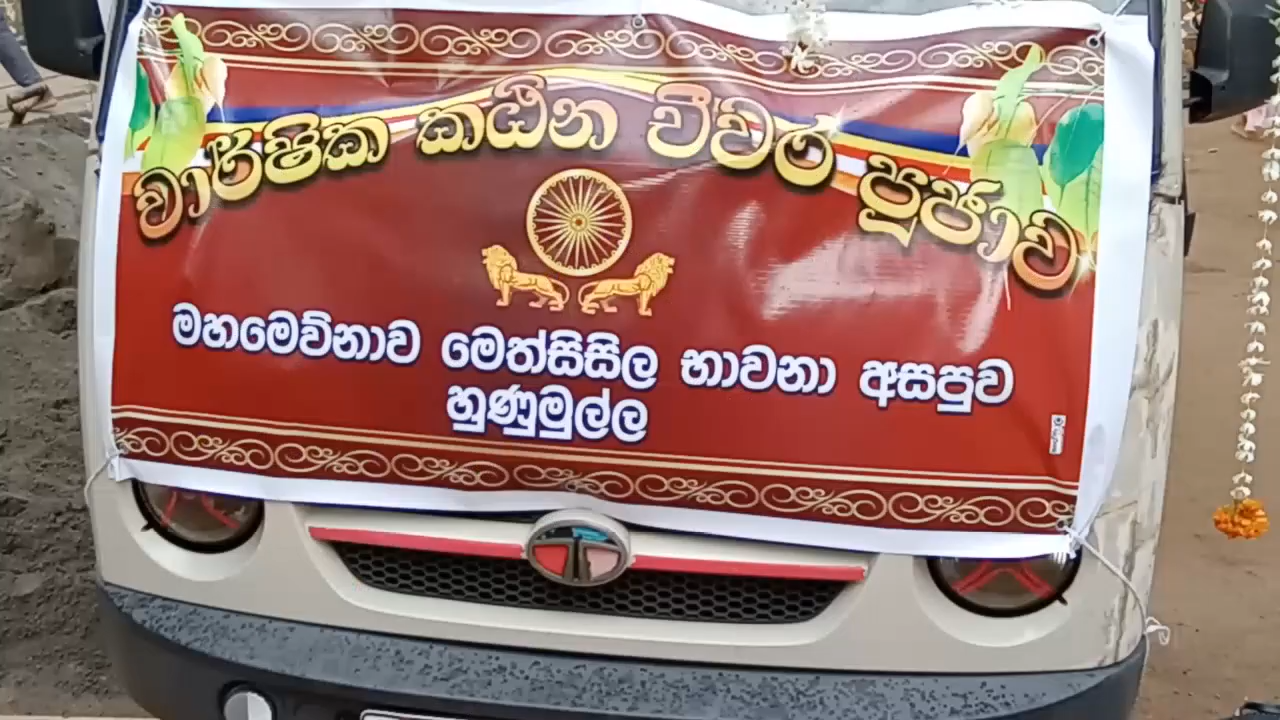 වාර්ෂික කඨින චීවර පූජාව
මහමෙව්නාව මෙත්සිසිල භාවනා අසපුව
හුණුමුල්ල